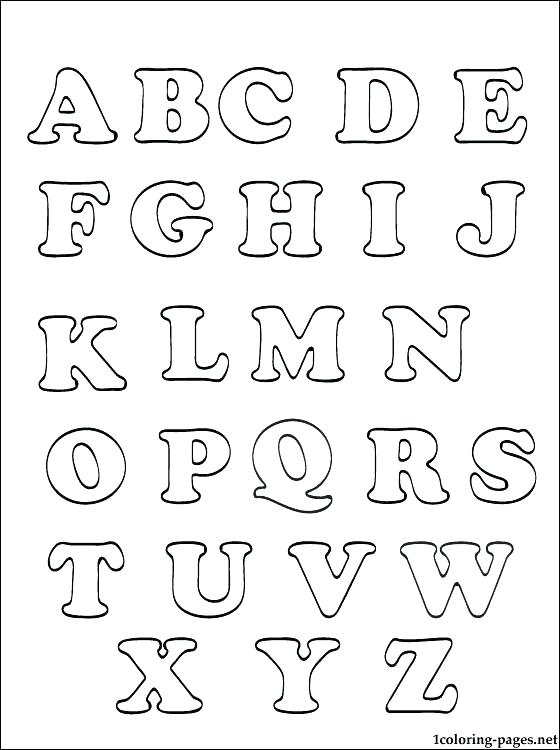 A B C D E
F G H I J
K L M N
O P Q R S
T U V W
X Y Z
1coloring-pages.net